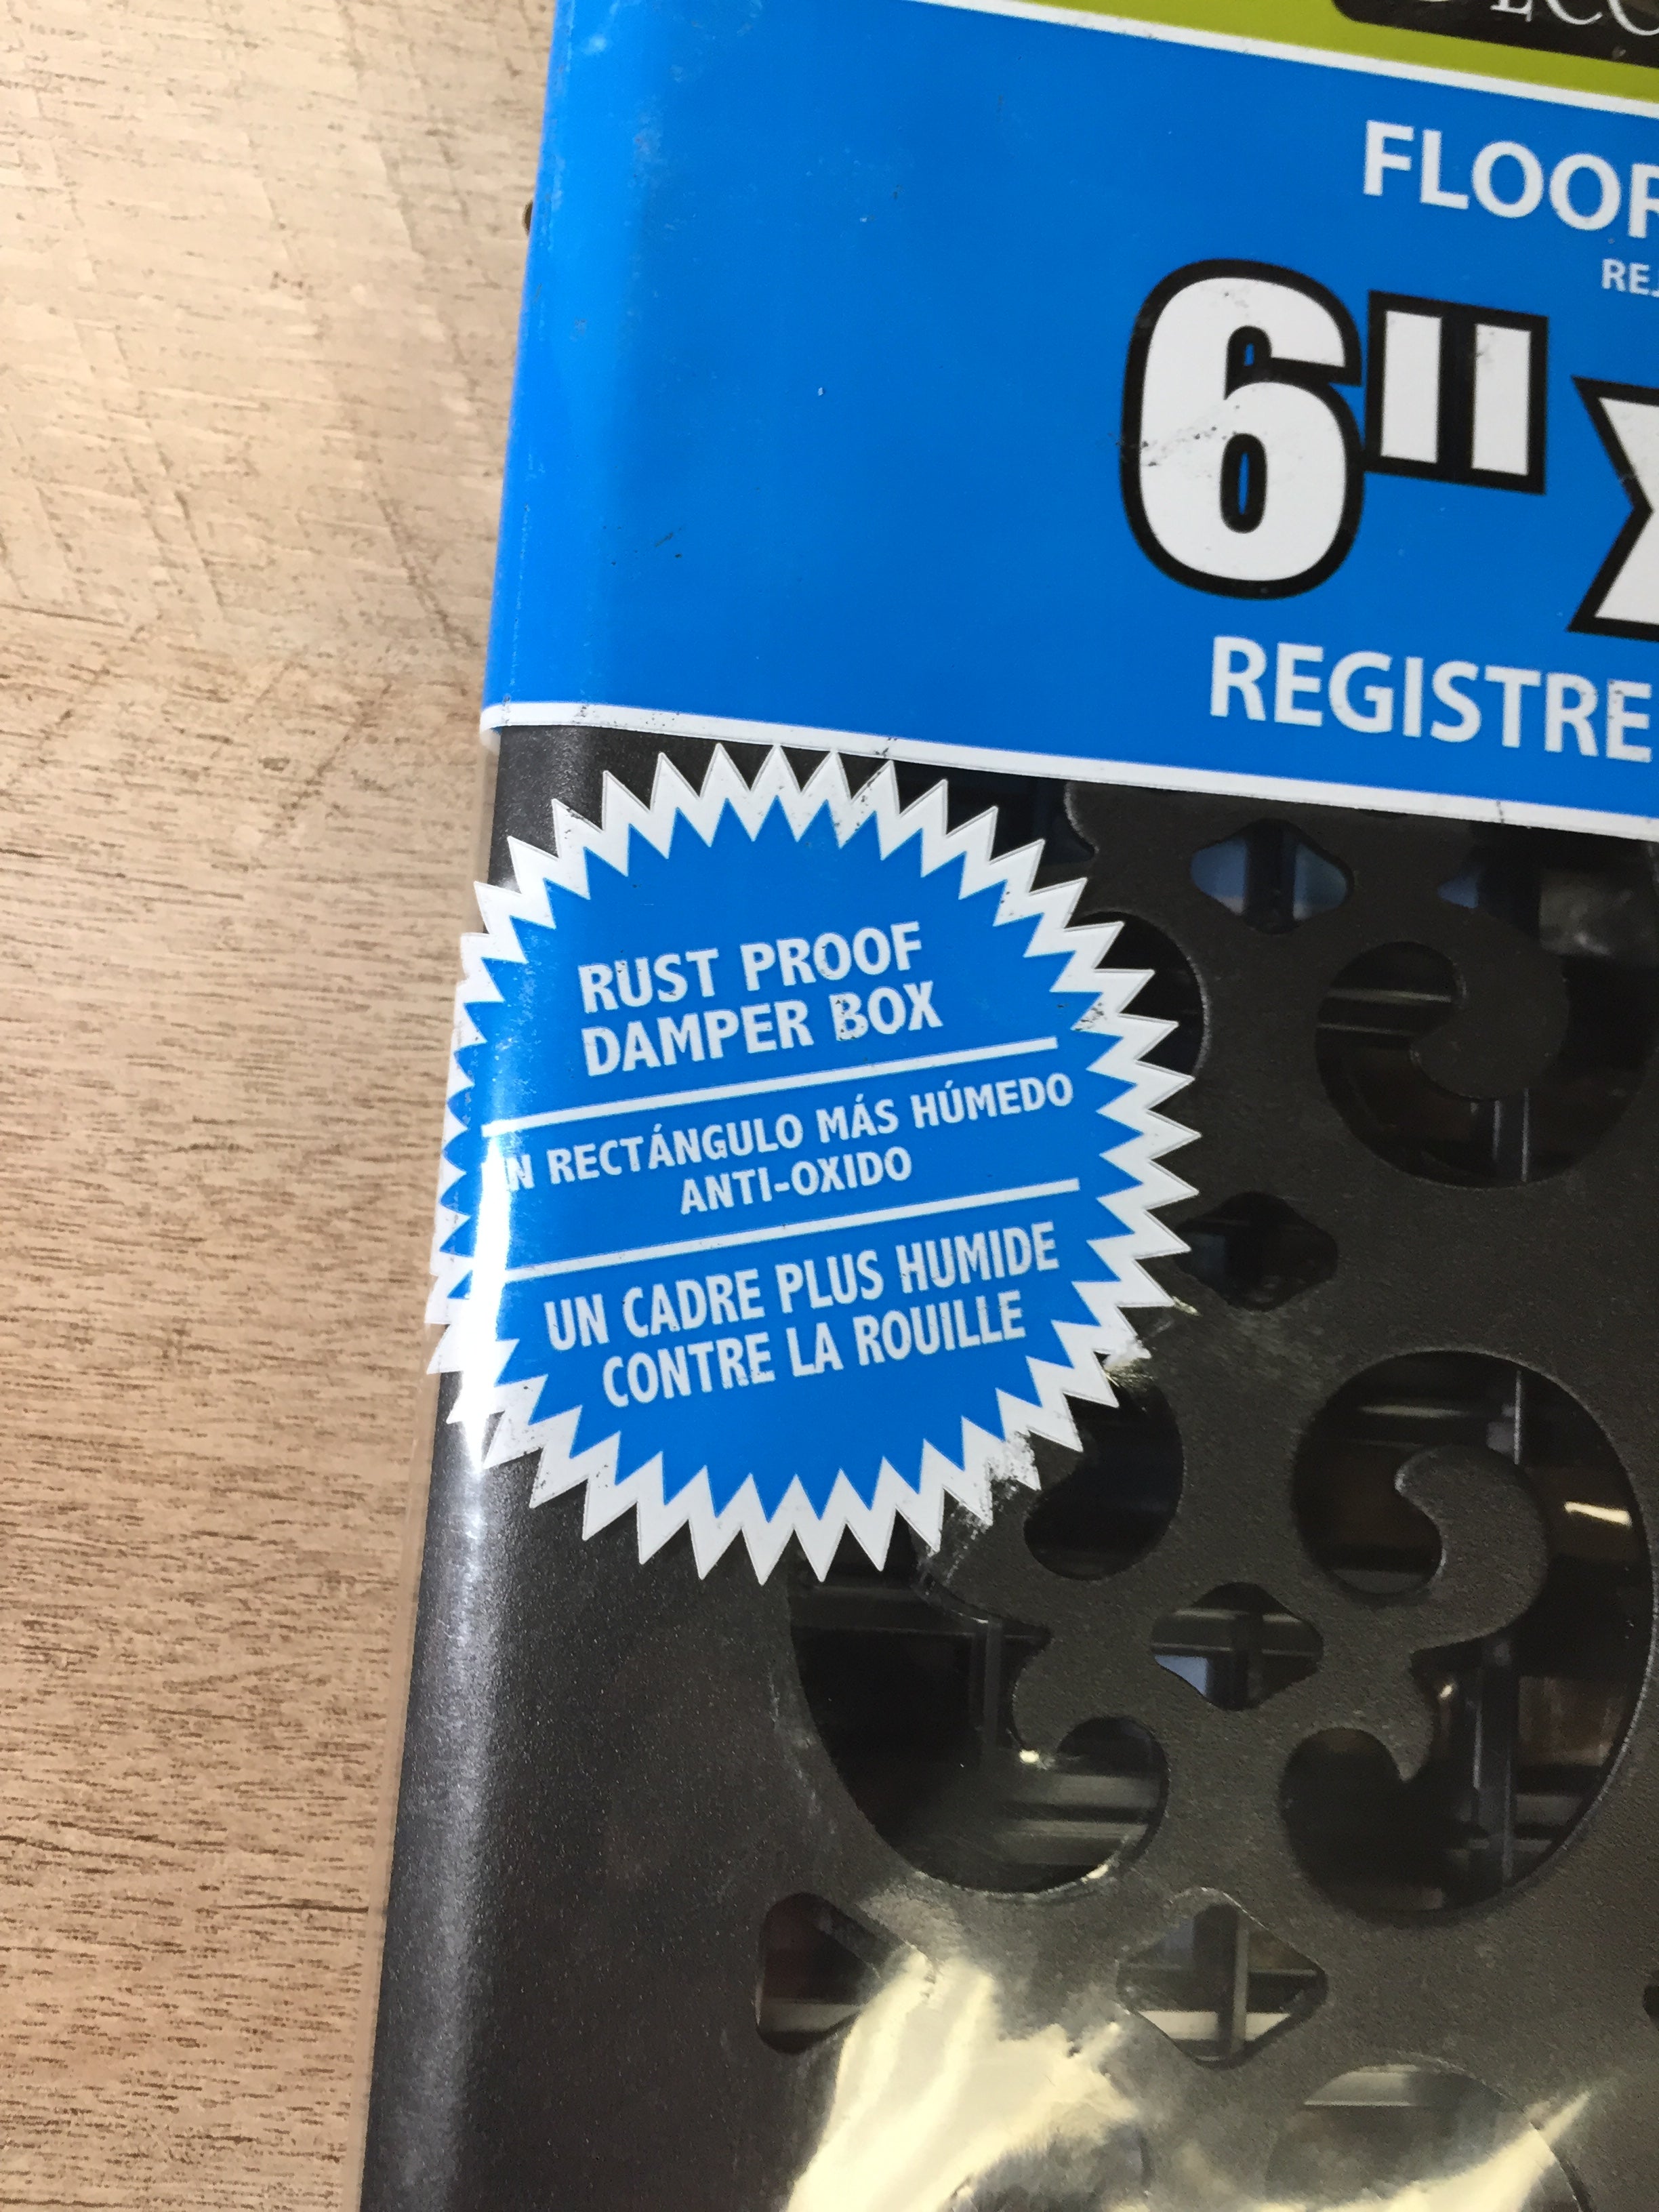 FLOOR
6" x
REGISTRE
RUST PROOF
DAMPER BOX
UN RECTÁNGULO MÁS HÚMEDO
ANTI-OXIDO
UN CADRE PLUS HUMIDE
CONTRE LA ROUILLE